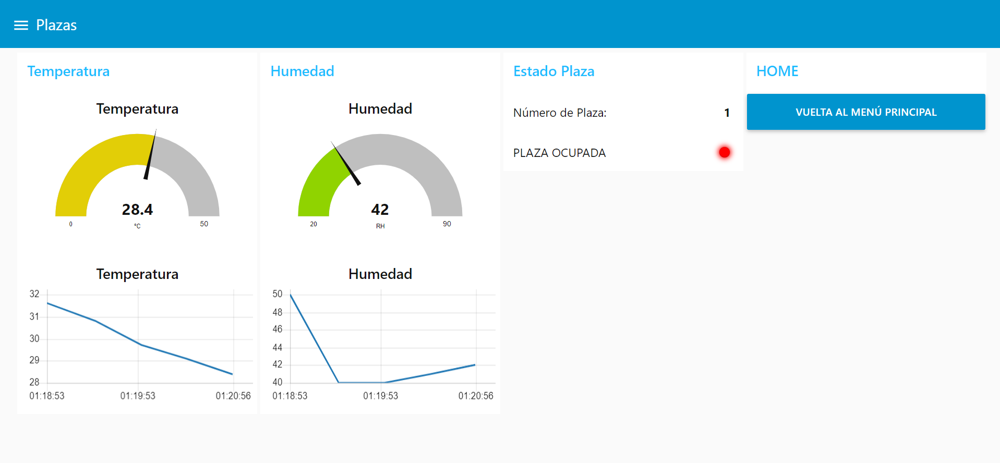 Plazas
Temperatura
Temperatura
28.4
0
°C
50
Temperatura
32
31
30
29
28
01:18:53
01:19:53
01:20:56
Humedad
Humedad
42
20
RH
90
Humedad
50
48
46
44
42
40
01:18:53
01:19:53
01:20:56
Estado Plaza
Número de Plaza: 1
PLAZA OCUPADA
HOME
VUELTA AL MENÚ PRINCIPAL